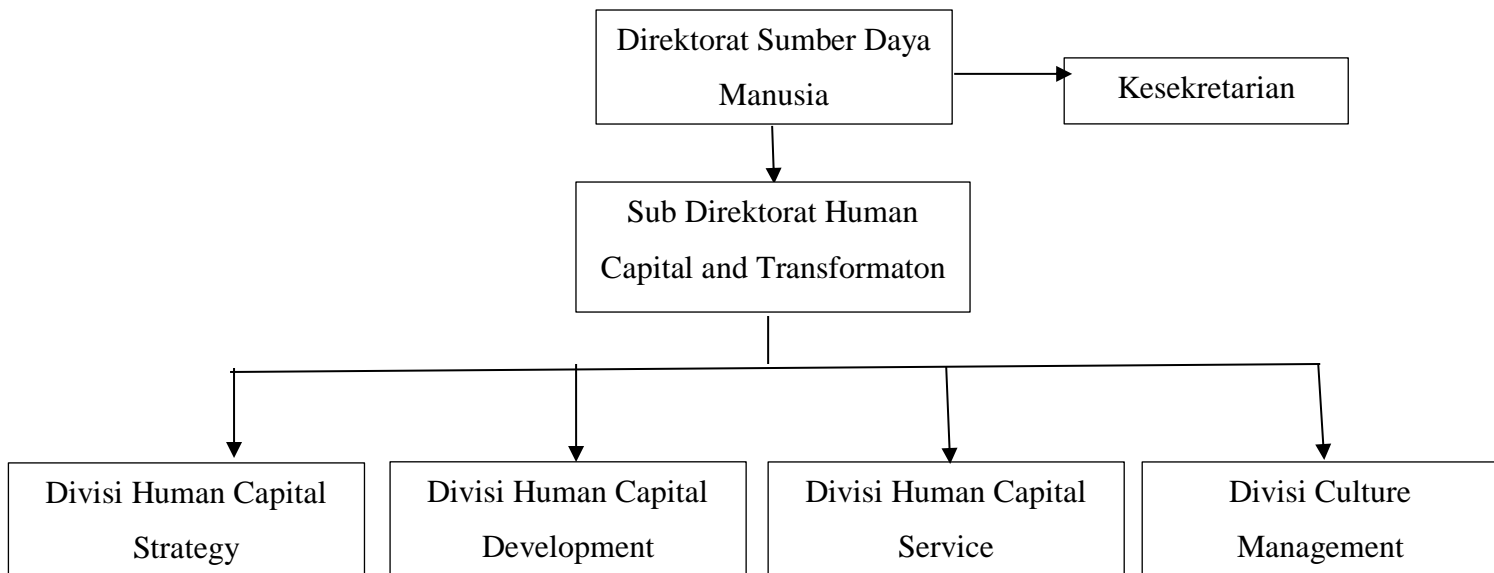 Direktorat Sumber Daya
Manusia
Kesekretarian
Sub Direktorat Human
Capital and Transformaton
Divisi Human Capital
Strategy
Divisi Human Capital
Development
Divisi Human Capital
Service
Divisi Culture
Management